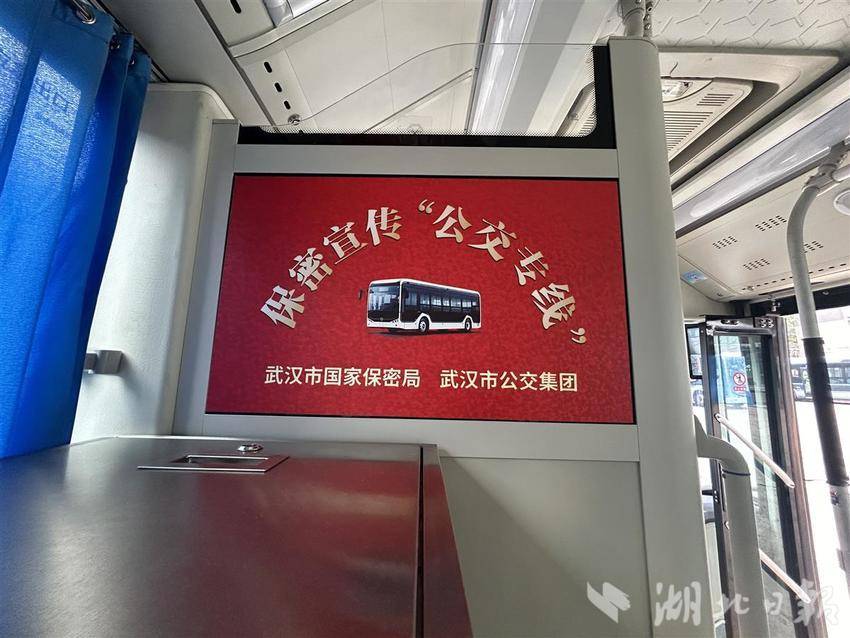 保密宣传“公交专线”
武汉市国家保密局 武汉市公交集团
湖北日报